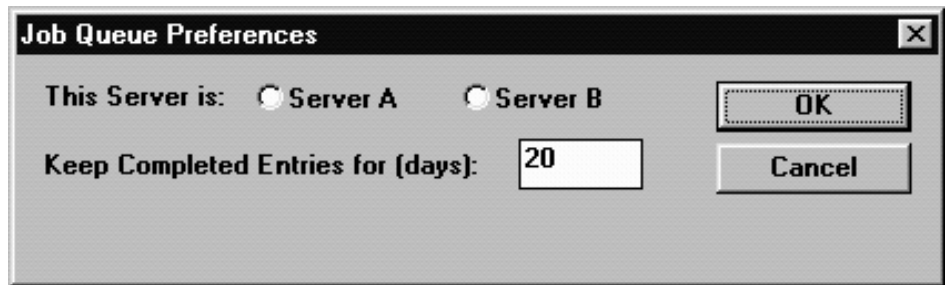 Job Queue Preferences
This Server is: Server A Server B
OK
Keep Completed Entries for (days): 20
Cancel